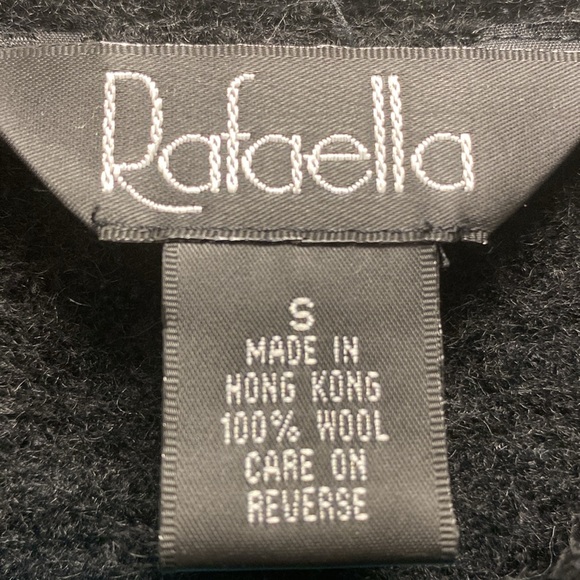 Rafaella
S
MADE IN
HONG KONG
100% WOOL
CARE ON
REVERSE